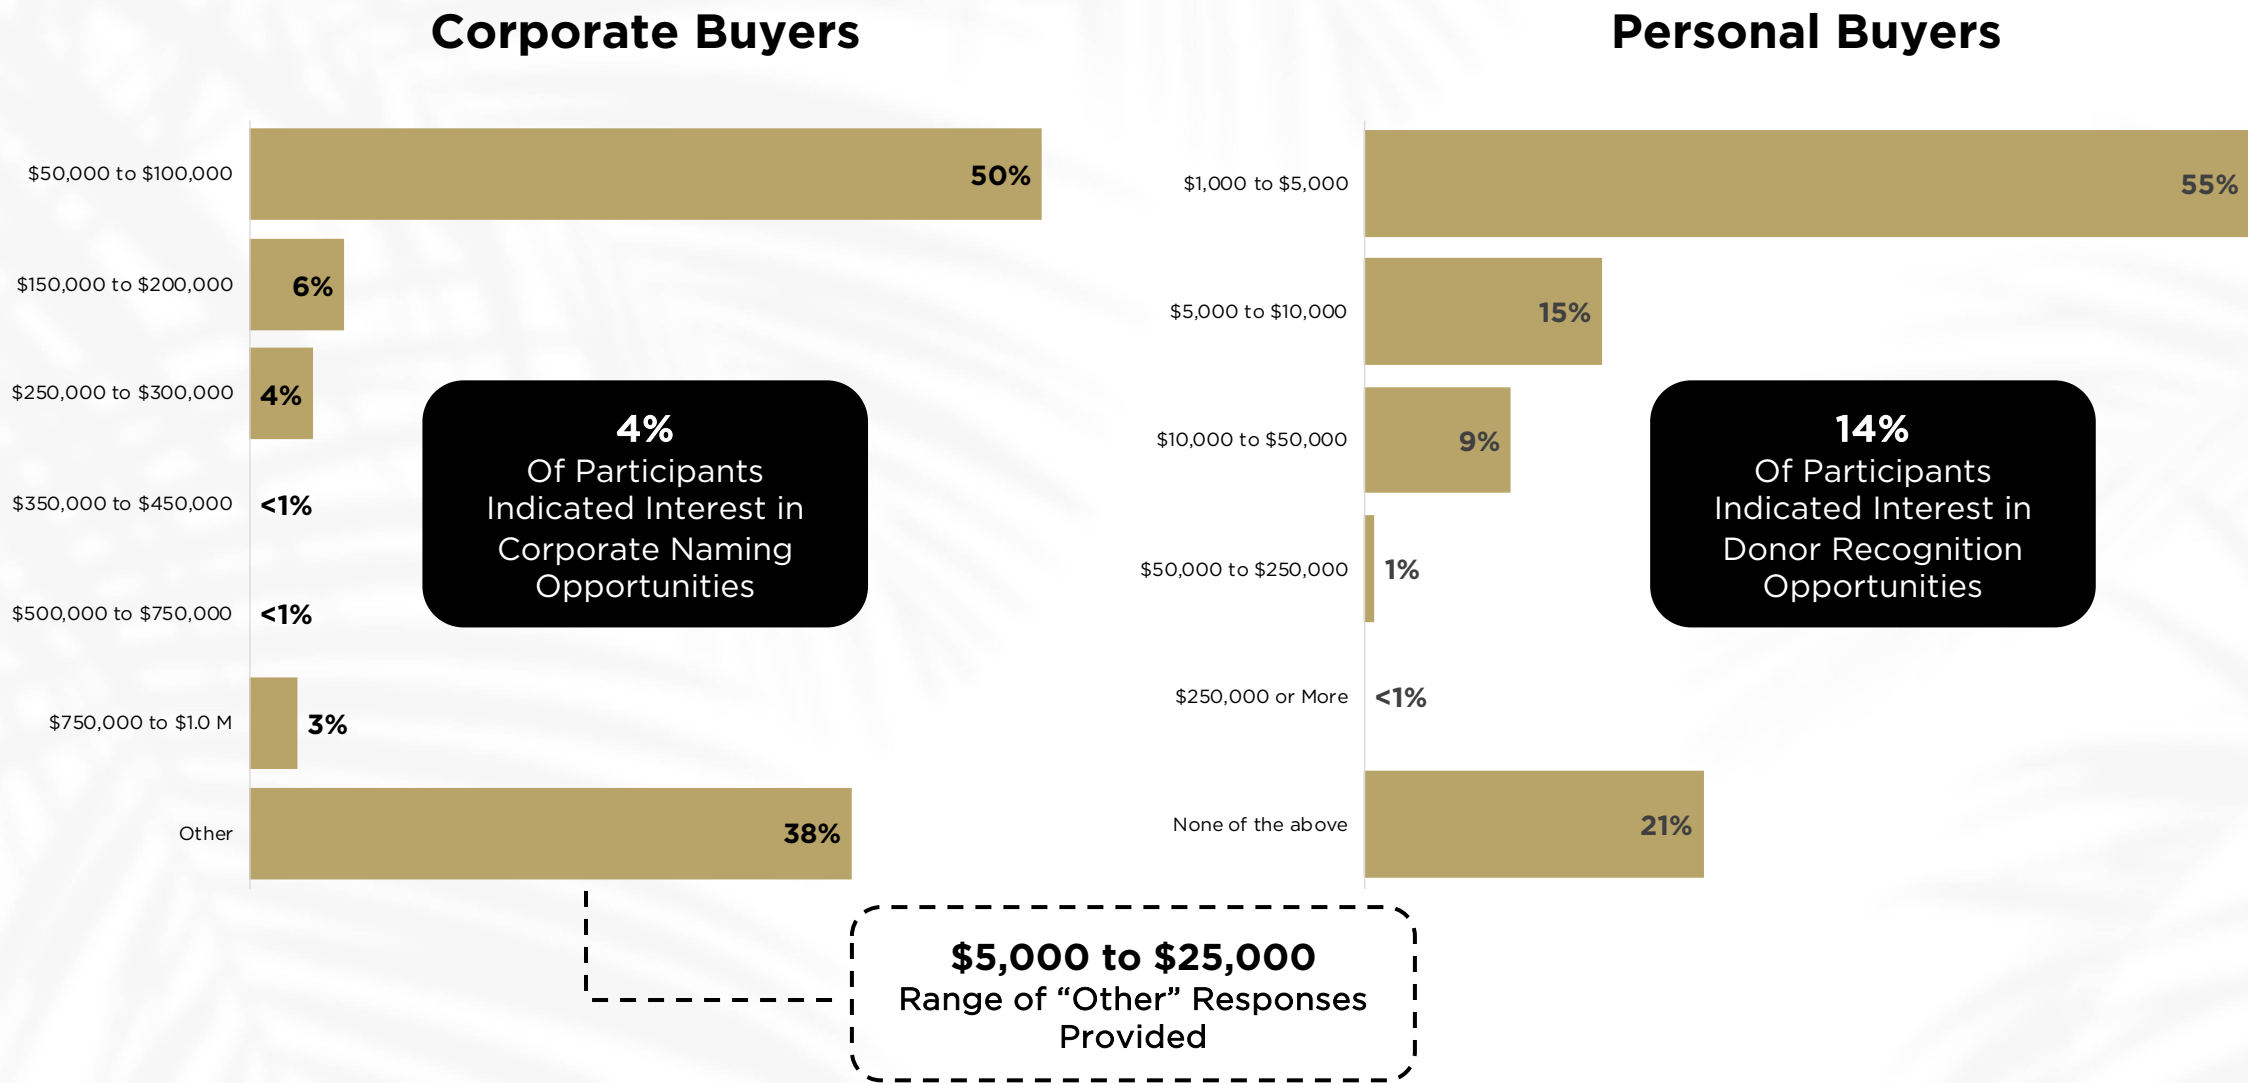 Corporate Buyers
$50,000 to $100,000
50%
$150,000 to $200,000
6%
$250,000 to $300,000
4%
$350,000 to $450,000
<1%
$500,000 to $750,000
<1%
$750,000 to $1.0 M
3%
Other
38%
4%
Of Participants
Indicated Interest in
Corporate Naming
Opportunities
$5,000 to $25,000
Range of “Other” Responses
Provided
Personal Buyers
$1,000 to $5,000
55%
$5,000 to $10,000
15%
$10,000 to $50,000
9%
$50,000 to $250,000
1%
$250,000 or More
<1%
None of the above
21%
14%
Of Participants
Indicated Interest in
Donor Recognition
Opportunities